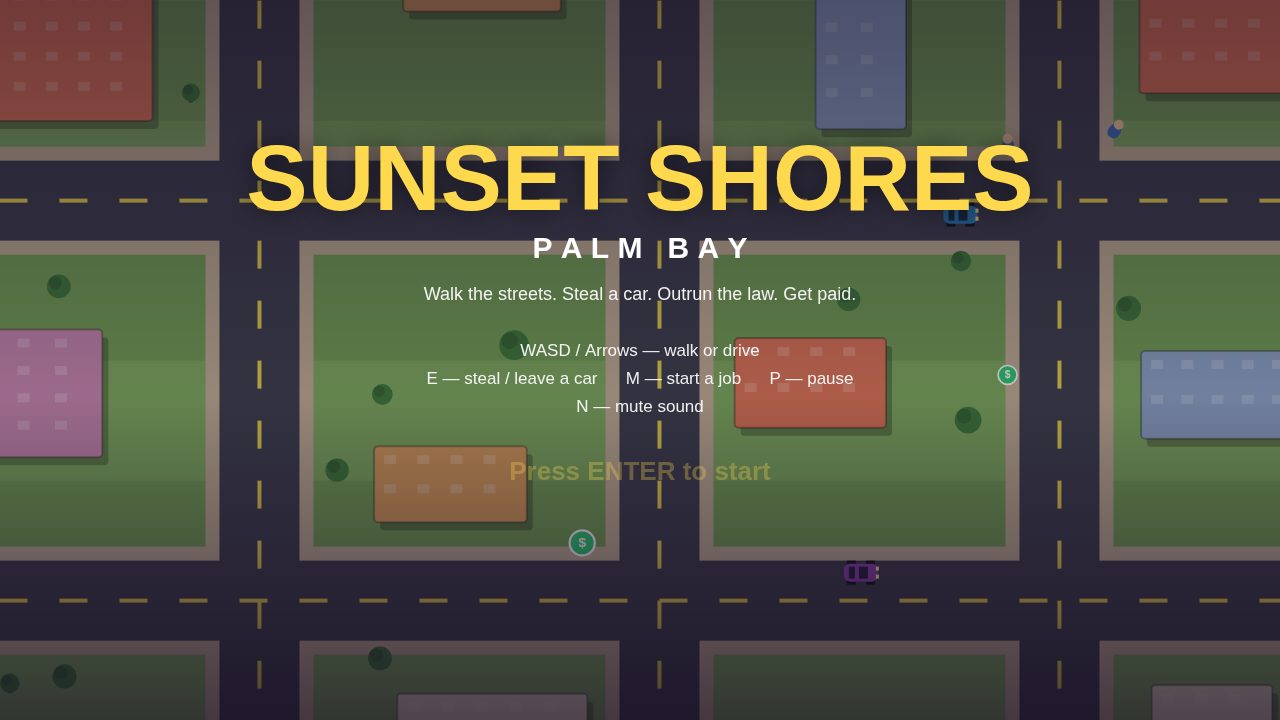 SUNSET SHORES
PALM BAY
Walk the streets. Steal a car. Outrun the law. Get paid.
WASD / Arrows — walk or drive
E — steal / leave a car M — start a job P — pause
N — mute sound
Press ENTER to start
$
$